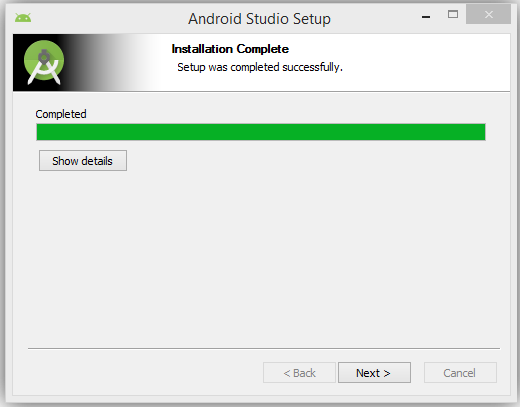 Android Studio Setup
Installation Complete
Setup was completed successfully.
Completed
Show details
< Back
Next >
Cancel